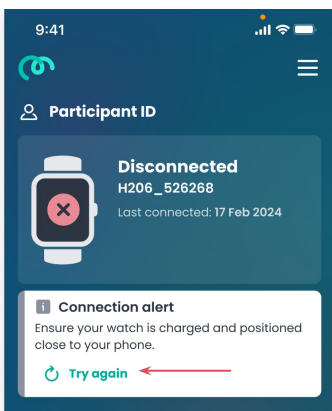 9:41
Participant ID
Disconnected
H206_526268
Last connected: 17 Feb 2024
i Connection alert
Ensure your watch is charged and positioned
close to your phone.
Try again